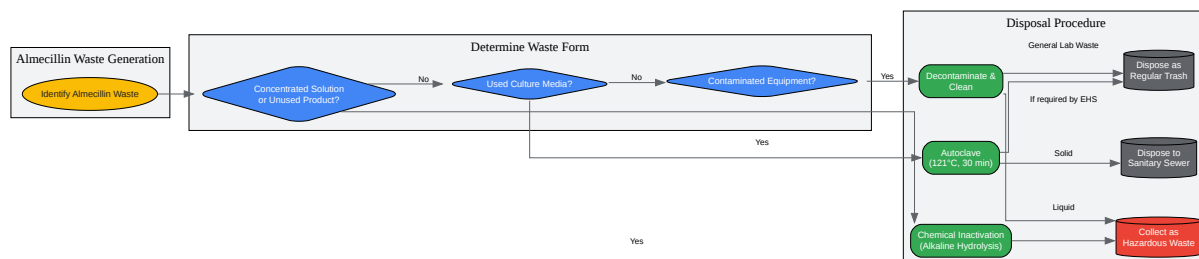 Almecillin Waste Generation
Identify Almecillin Waste
Determine Waste Form
Concentrated Solution
or Unused Product?
No
Used Culture Media?
No
Contaminated Equipment?
Yes
Yes
Yes
Disposal Procedure
General Lab Waste
Decontaminate &
Clean
Dispose as
Regular Trash
If required by EHS
Autoclave
(121°C, 30 min)
Solid
Dispose to
Sanitary Sewer
Liquid
Chemical Inactivation
(Alkaline Hydrolysis)
Collect as
Hazardous Waste